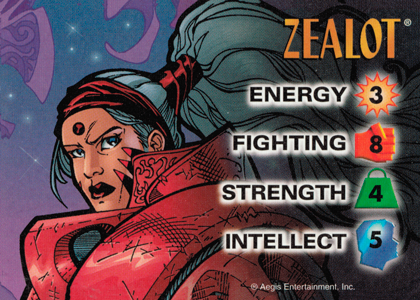 ZEALOT®
ENERGY 3
FIGHTING 8
STRENGTH 4
INTELLECT 5
® Aegis Entertainment, Inc.